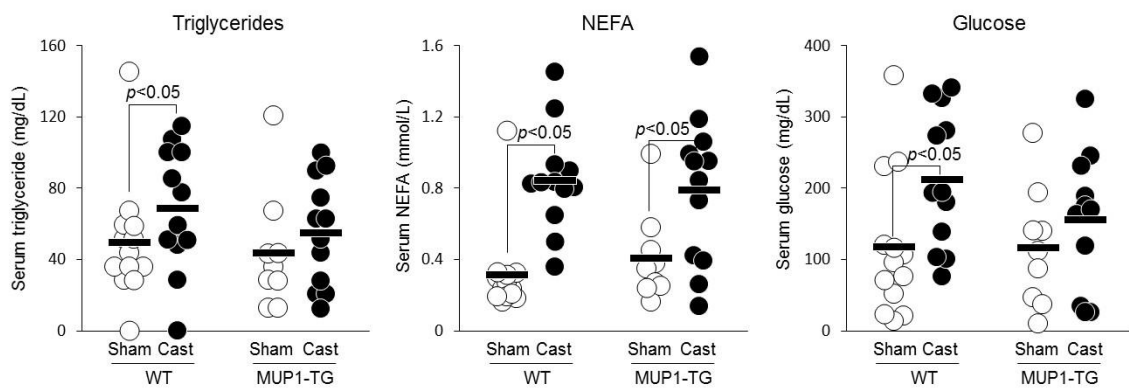 Triglycerides
Serum triglyceride (mg/dL)
160
120
80
40
0
p<0.05
Sham Cast Sham Cast
WT MUP1-TG
NEFA
Serum NEFA (mmol/L)
1.6
1.2
0.8
0.4
0
p<0.05
p<0.05
Sham Cast Sham Cast
WT MUP1-TG
Glucose
Serum glucose (mg/dL)
400
300
200
100
0
p<0.05
Sham Cast Sham Cast
WT MUP1-TG